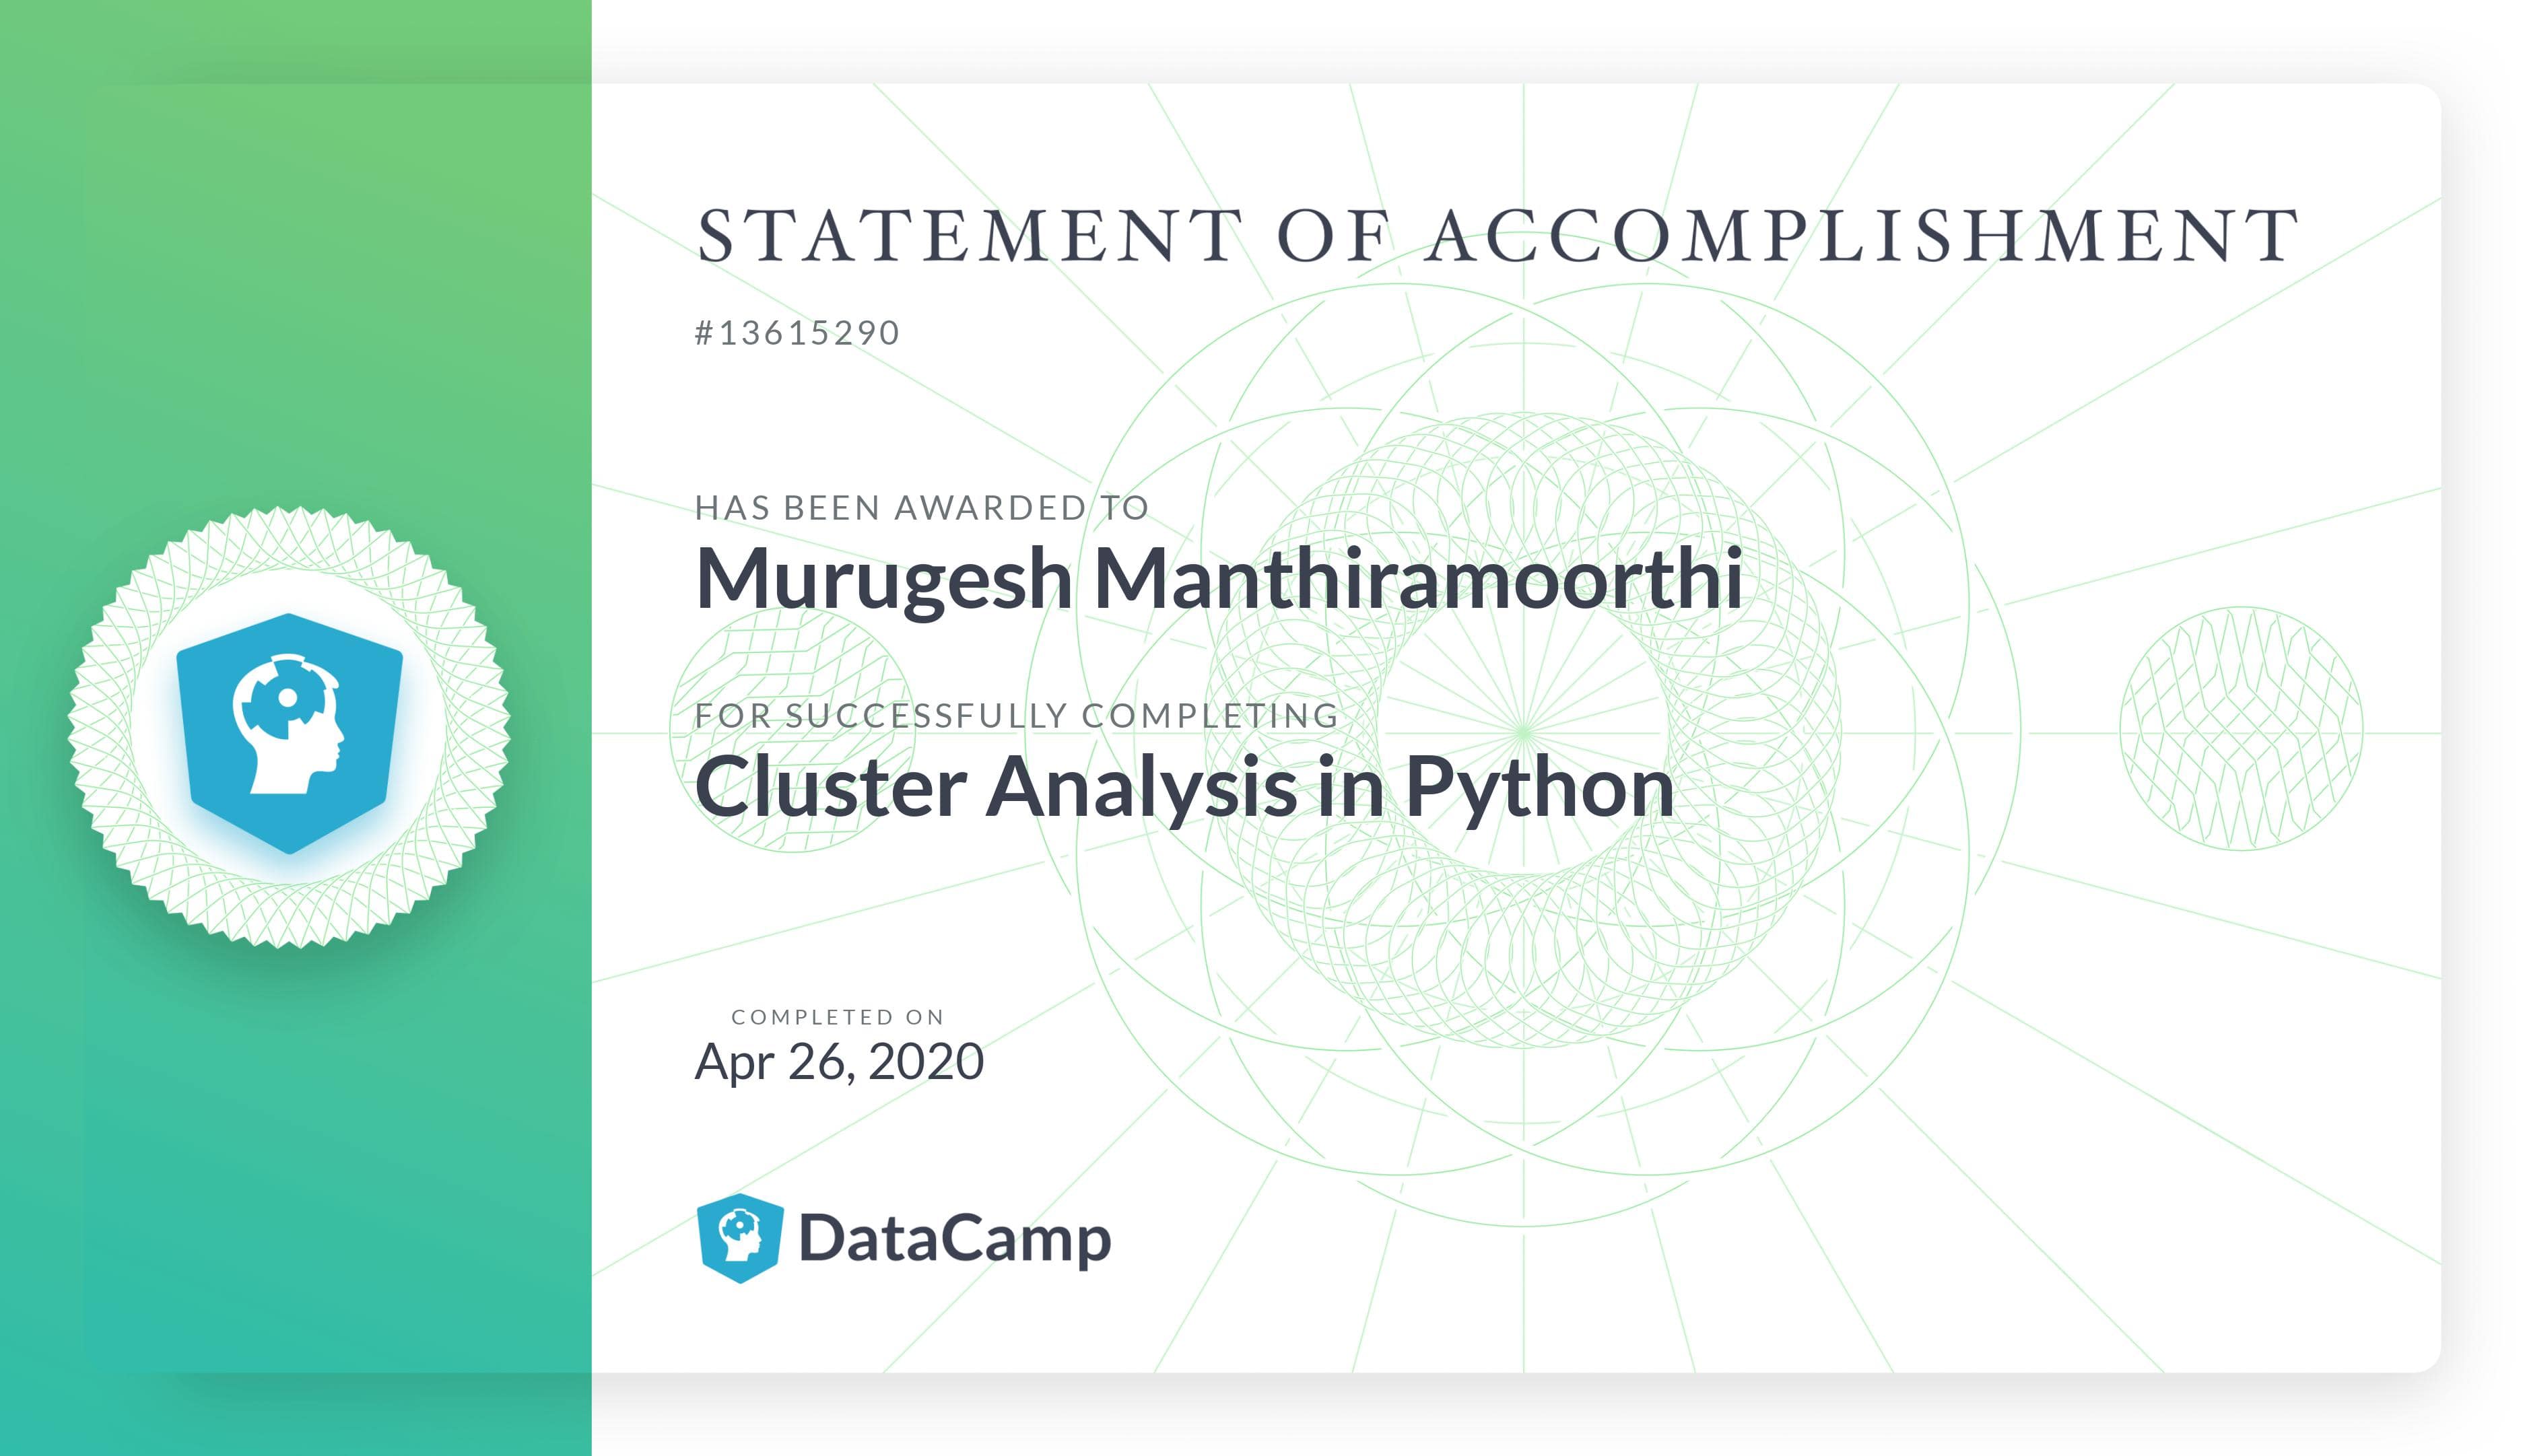 STATEMENT OF ACCOMPLISHMENT
#13615290
HAS BEEN AWARDED TO
Murugesh Manthiramoorthi
FOR SUCCESSFULLY COMPLETING
Cluster Analysis in Python
COMPLETED ON
Apr 26, 2020
DataCamp